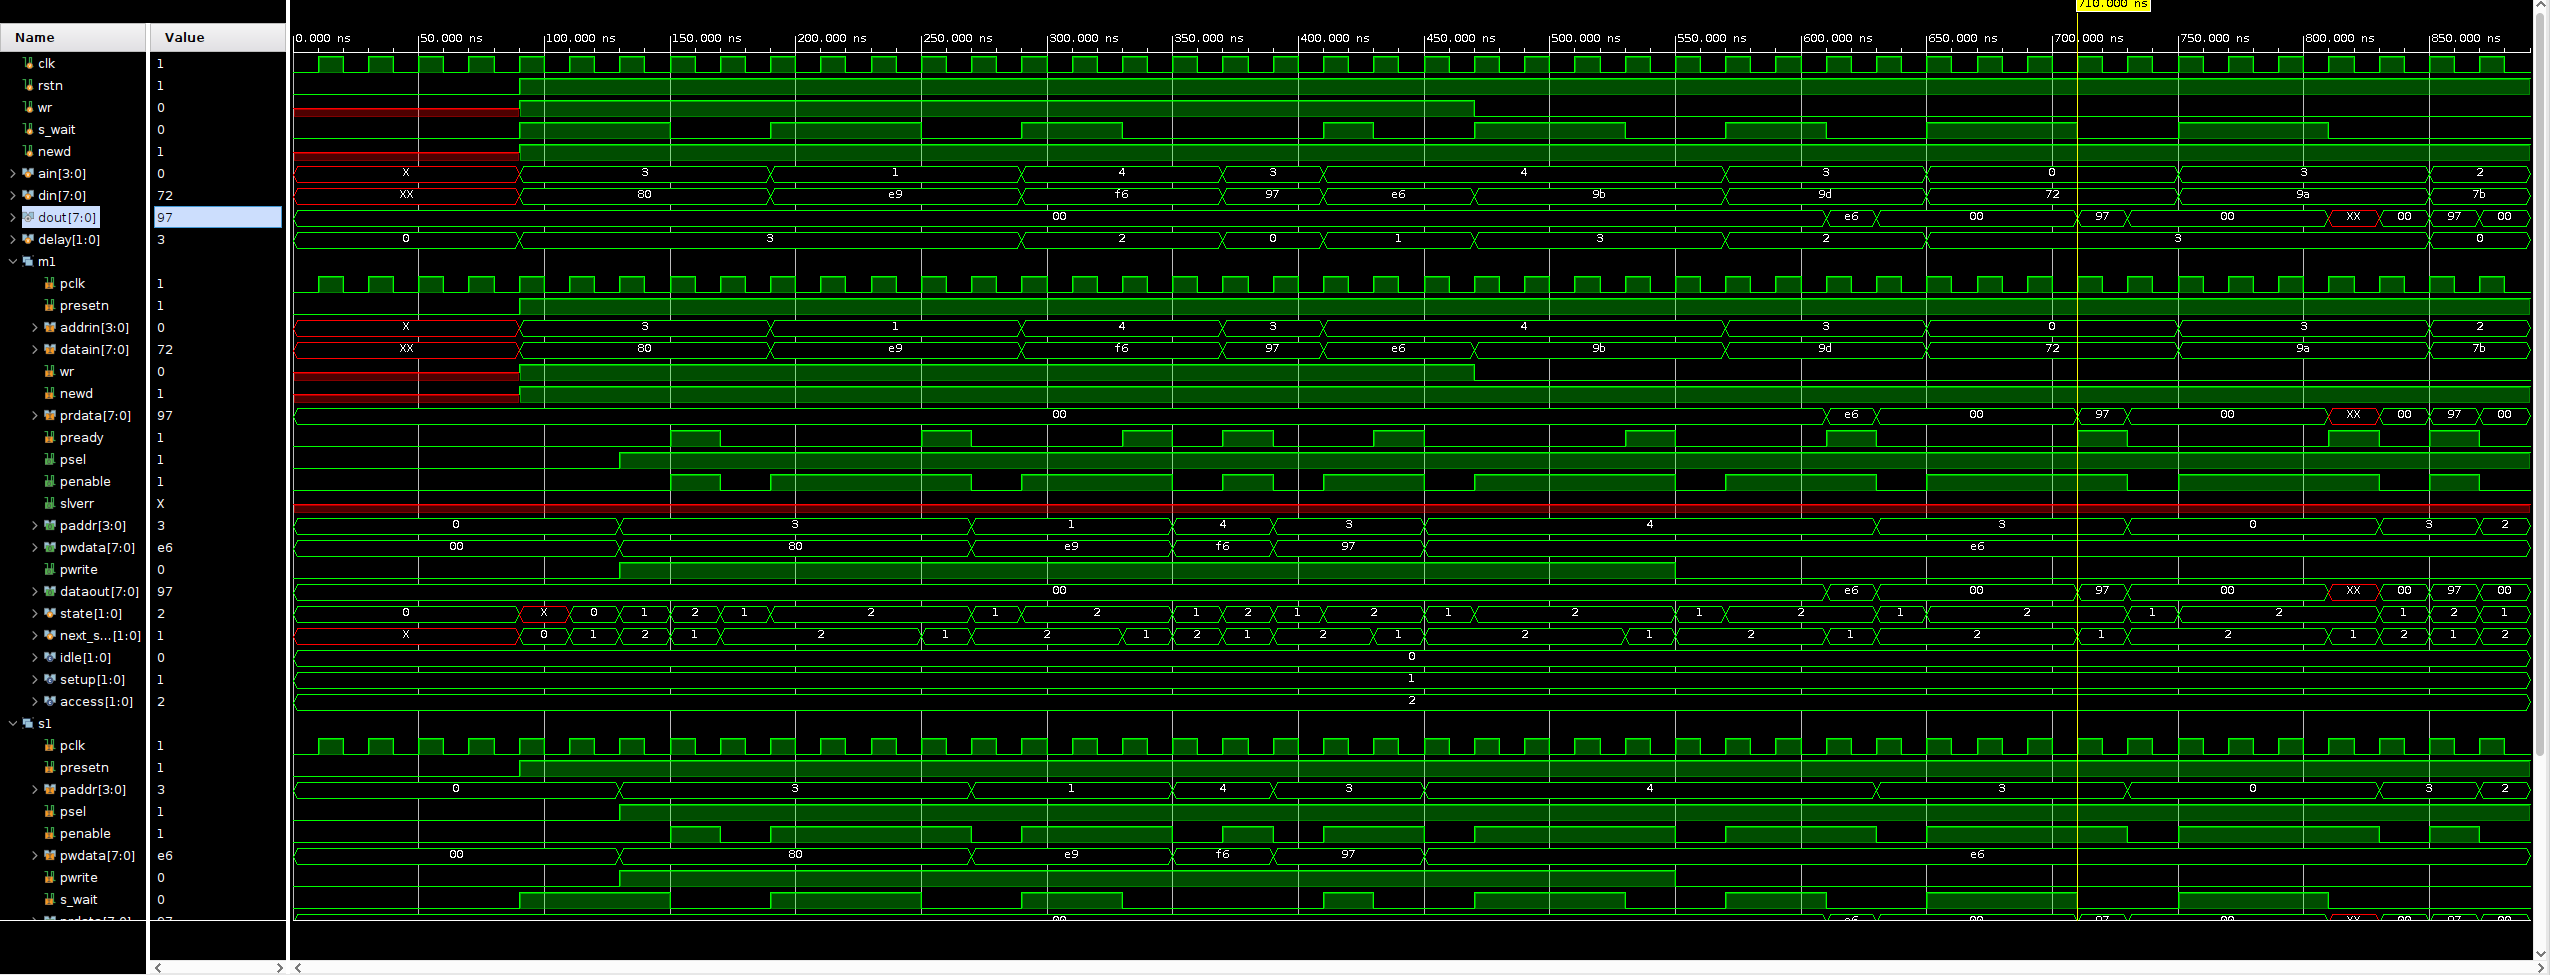 710.000 ns
Name Value 0.000 ns 50.000 ns 100.000 ns 150.000 ns 200.000 ns 250.000 ns 300.000 ns 350.000 ns 400.000 ns 450.000 ns 500.000 ns 550.000 ns 600.000 ns 650.000 ns 700.000 ns 750.000 ns 800.000 ns 850.000 ns
clk 1
rstn 1
wr 0
s_wait 0
newd 1
ain[3:0] 0 X 3 1 4 3 4 3 0 3 2
din[7:0] 72 XX 80 e9 f6 97 e6 9b 9d 72 9a 7b
dout[7:0] 97 00 e6 00 97 00 XX 00 97 00
delay[1:0] 3 0 3 2 0 1 3 2 3 0
m1
pclk 1
presetn 1
addrin[3:0] 0 X 3 1 4 3 4 3 0 3 2
datain[7:0] 72 XX 80 e9 f6 97 e6 9b 9d 72 9a 7b
wr 0
newd 1
prdata[7:0] 97 00 e6 00 97 00 XX 00 97 00
pready 1
psel 1
penable 1
slverr X
paddr[3:0] 3 0 3 1 4 3 4 3 0 3 2
pwdata[7:0] e6 00 80 e9 f6 97 e6
pwrite 0
dataout[7:0] 97 00 e6 00 97 00 XX 00 97 00
state[1:0] 2 0 X 0 1 2 1 2 1 2 1 2 1 2 1 2 1 2 1 2 1 2 1 2 1
next_s...[1:0] 1 X 0 1 2 1 2 1 2 1 2 1 2 1 2 1 2 1 2 1 2 1 2 1 2
idle[1:0] 0 0
setup[1:0] 1 1
access[1:0] 2 2
s1
pclk 1
presetn 1
paddr[3:0] 3 0 3 1 4 3 4 3 0 3 2
psel 1
penable 1
pwdata[7:0] e6 00 80 e9 f6 97 e6
pwrite 0
s_wait 0
prdata[7:0] 97 00 e6 00 97 00 XX 00 97 00